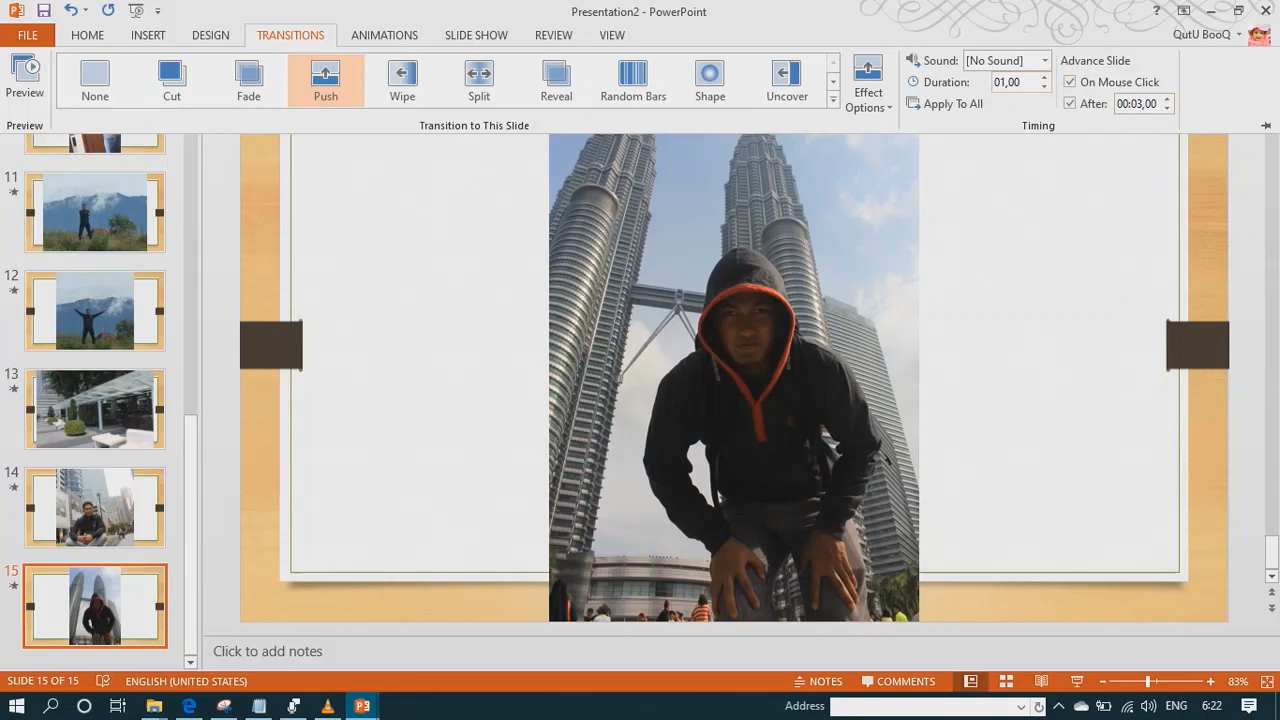 Presentation2 - PowerPoint
FILE
HOME
INSERT
DESIGN
TRANSITIONS
ANIMATIONS
SLIDE SHOW
REVIEW
VIEW
QutU BooQ
Preview
None
Cut
Fade
Push
Wipe
Split
Reveal
Random Bars
Shape
Uncover
Effect
Options
Sound: [No Sound]
Duration: 01,00
Apply To All
Advance Slide
On Mouse Click
After: 00:03,00
Preview
Transition to This Slide
Timing
11
12
13
14
15
Click to add notes
SLIDE 15 OF 15
ENGLISH (UNITED STATES)
NOTES
COMMENTS
83%
Address
ENG
6:22